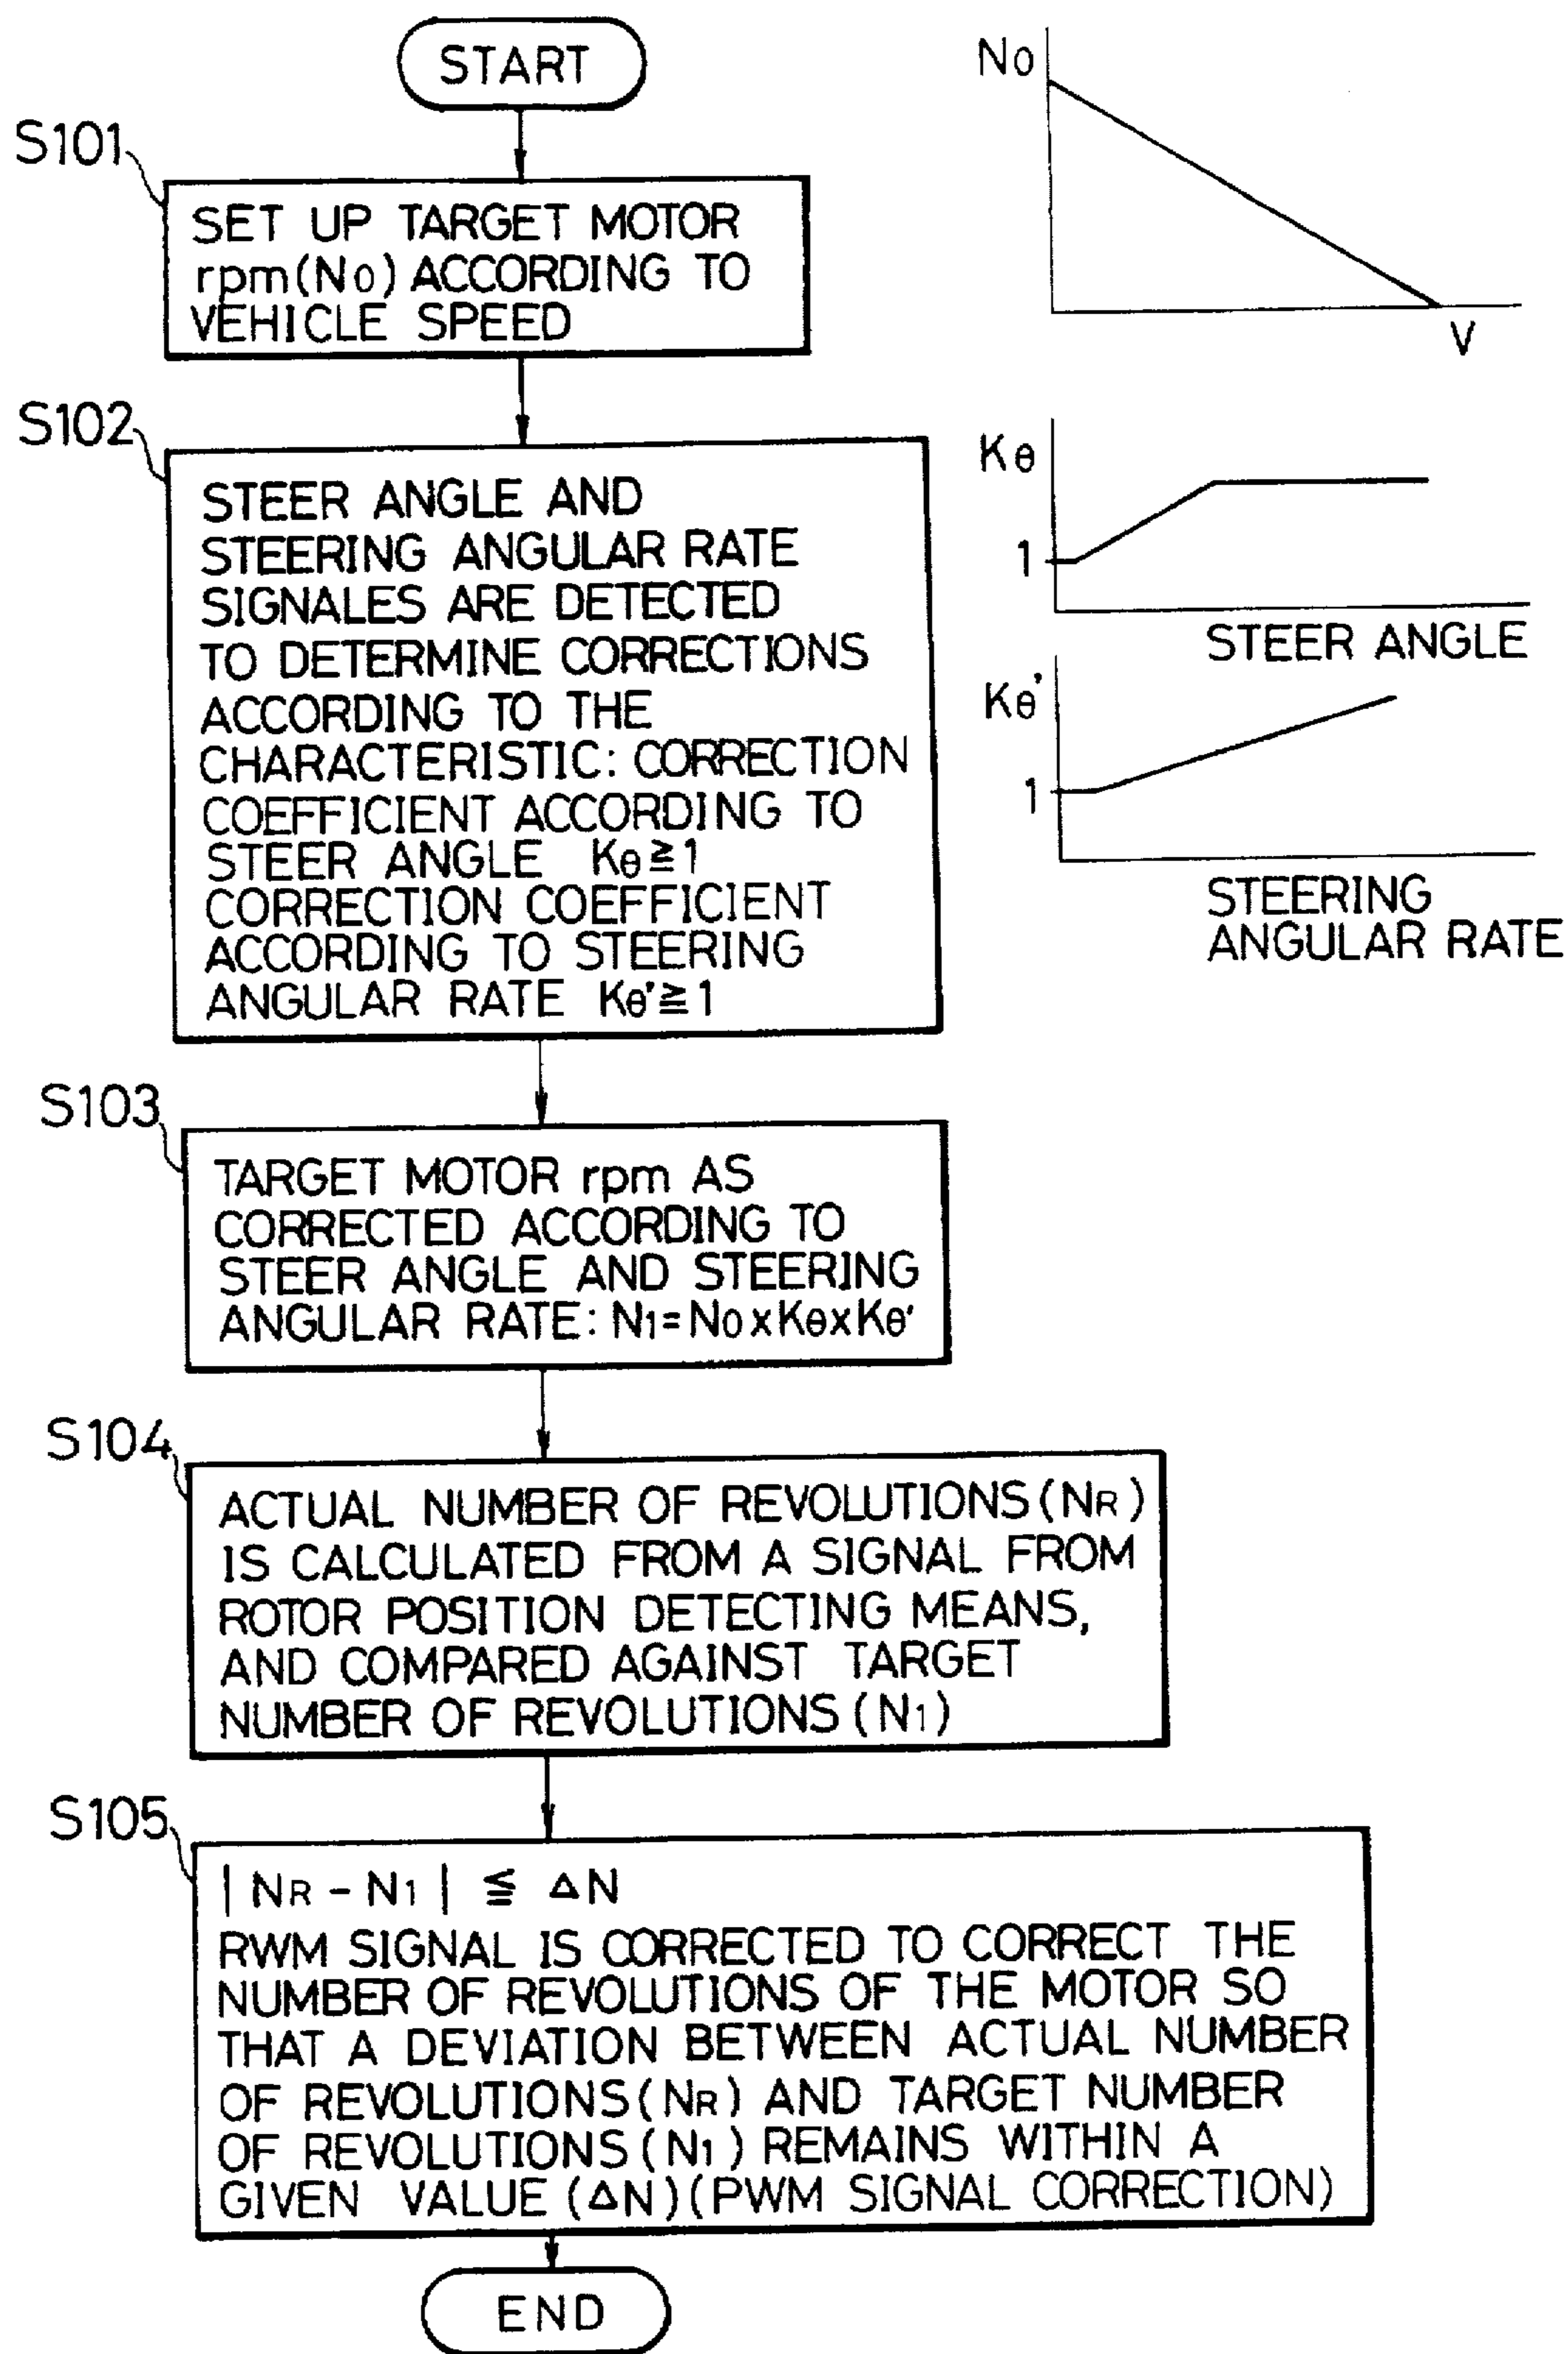 START
S101
SET UP TARGET MOTOR
rpm(N0) ACCORDING TO
VEHICLE SPEED
N0
V
S102
STEER ANGLE AND
STEERING ANGULAR RATE
SIGNALES ARE DETECTED
TO DETERMINE CORRECTIONS
ACCORDING TO THE
CHARACTERISTIC: CORRECTION
COEFFICIENT ACCORDING TO
STEER ANGLE Kθ≧1
CORRECTION COEFFICIENT
ACCORDING TO STEERING
ANGULAR RATE Kθ'≧1
Kθ
1
STEER ANGLE
Kθ'
1
STEERING
ANGULAR RATE
S103
TARGET MOTOR rpm AS
CORRECTED ACCORDING TO
STEER ANGLE AND STEERING
ANGULAR RATE: N1=N0xKθxKθ'
S104
ACTUAL NUMBER OF REVOLUTIONS(NR)
IS CALCULATED FROM A SIGNAL FROM
ROTOR POSITION DETECTING MEANS,
AND COMPARED AGAINST TARGET
NUMBER OF REVOLUTIONS(N1)
S105
|NR-N1| ≦ ΔN
RWM SIGNAL IS CORRECTED TO CORRECT THE
NUMBER OF REVOLUTIONS OF THE MOTOR SO
THAT A DEVIATION BETWEEN ACTUAL NUMBER
OF REVOLUTIONS(NR) AND TARGET NUMBER
OF REVOLUTIONS(N1) REMAINS WITHIN A
GIVEN VALUE (ΔN)(PWM SIGNAL CORRECTION)
END